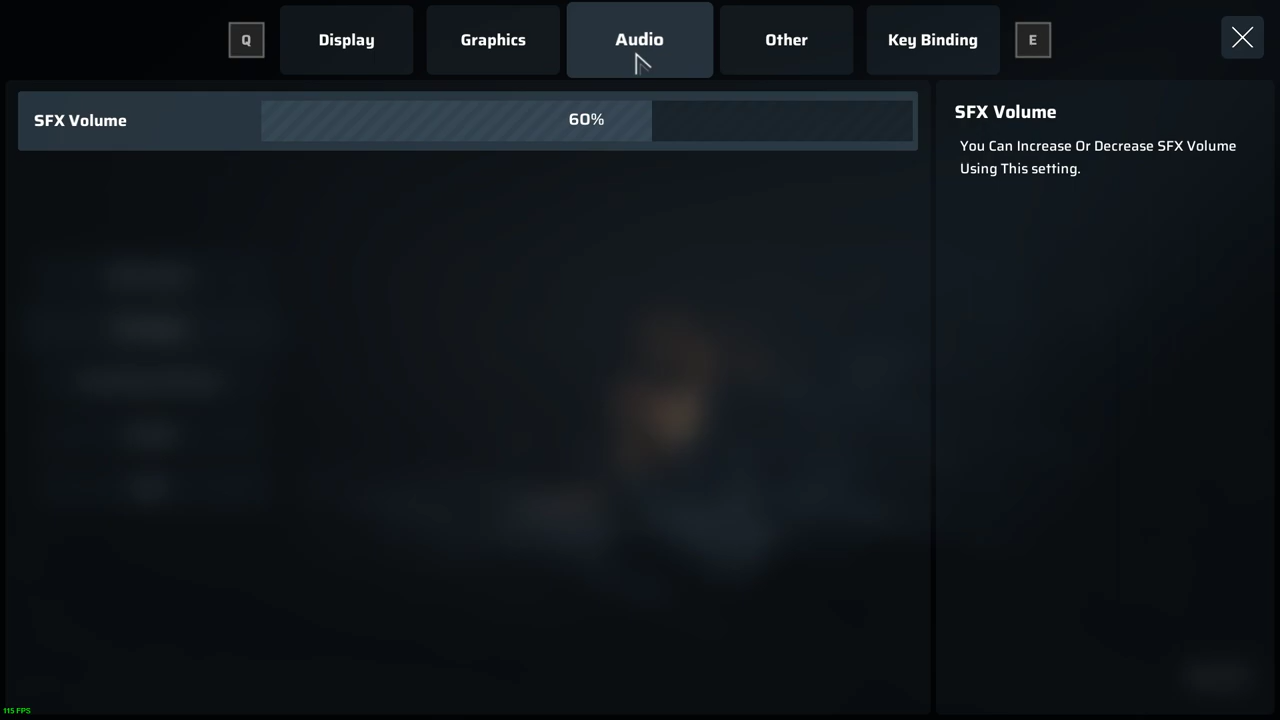 Q
Display
Graphics
Audio
Other
Key Binding
E
SFX Volume
60%
SFX Volume
You Can Increase Or Decrease SFX Volume
Using This setting.
115 FPS